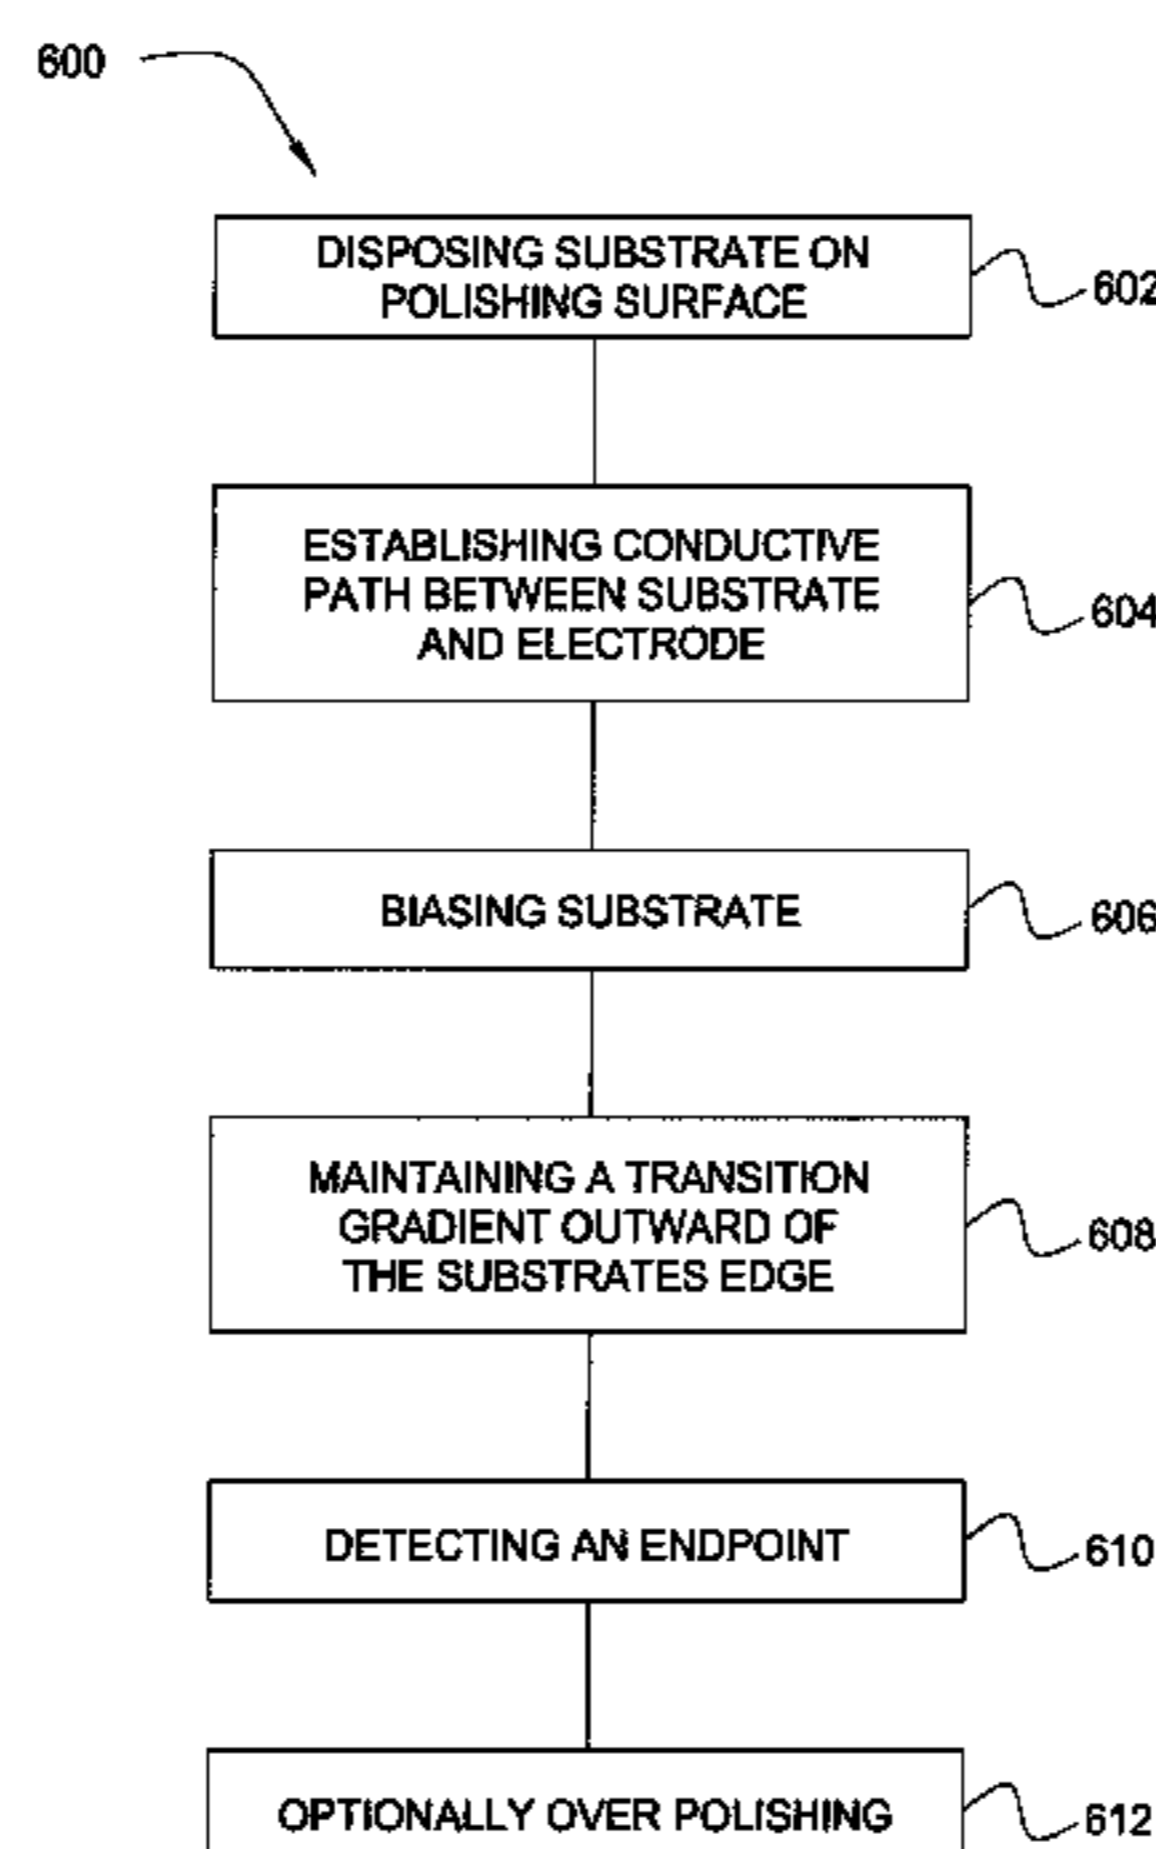 600
DISPOSING SUBSTRATE ON
POLISHING SURFACE
602
ESTABLISHING CONDUCTIVE
PATH BETWEEN SUBSTRATE
AND ELECTRODE
604
BIASING SUBSTRATE
606
MAINTAINING A TRANSITION
GRADIENT OUTWARD OF
THE SUBSTRATES EDGE
608
DETECTING AN ENDPOINT
610
OPTIONALLY OVER POLISHING
612